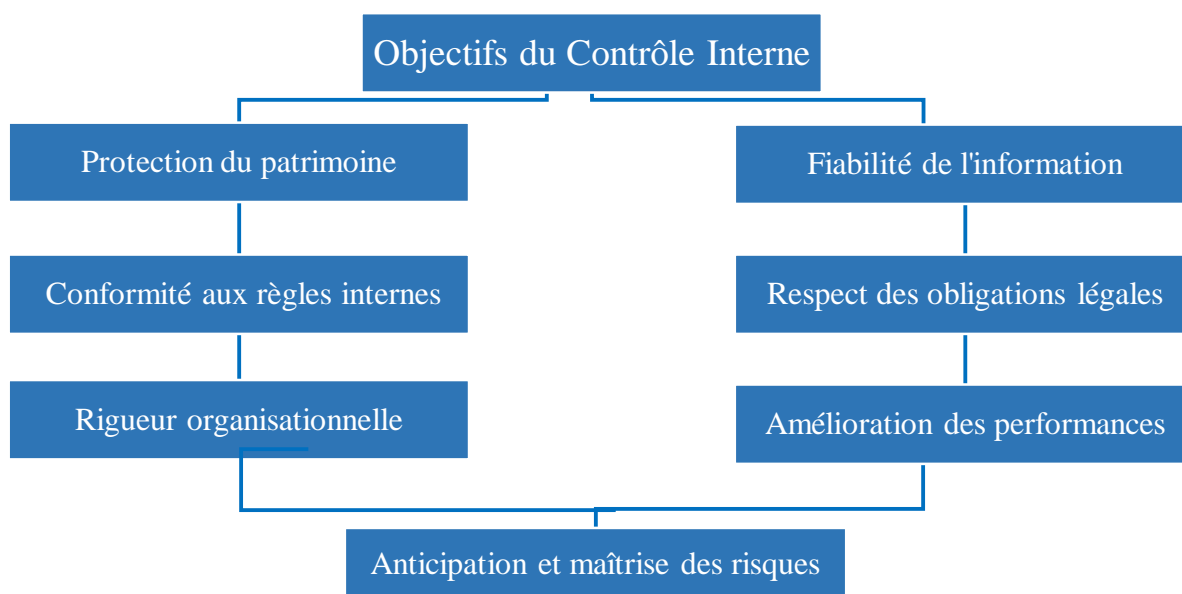 Objectifs du Contrôle Interne
Protection du patrimoine
Fiabilité de l'information
Conformité aux règles internes
Respect des obligations légales
Rigueur organisationnelle
Amélioration des performances
Anticipation et maîtrise des risques